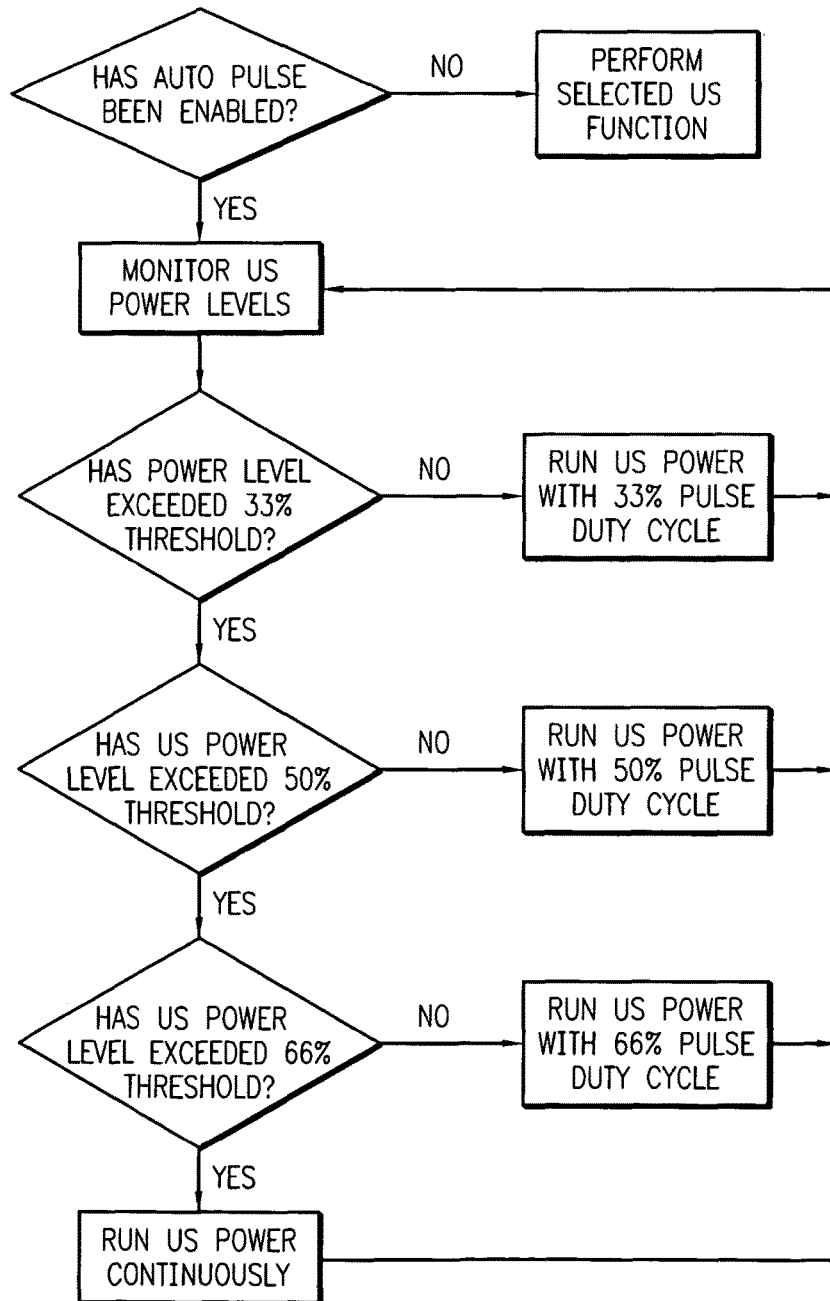 HAS AUTO PULSE
BEEN ENABLED?
NO
PERFORM
SELECTED US
FUNCTION
YES
MONITOR US
POWER LEVELS
HAS POWER LEVEL
EXCEEDED 33%
THRESHOLD?
NO
RUN US POWER
WITH 33% PULSE
DUTY CYCLE
YES
HAS US POWER
LEVEL EXCEEDED 50%
THRESHOLD?
NO
RUN US POWER
WITH 50% PULSE
DUTY CYCLE
YES
HAS US POWER
LEVEL EXCEEDED 66%
THRESHOLD?
NO
RUN US POWER
WITH 66% PULSE
DUTY CYCLE
YES
RUN US POWER
CONTINUOUSLY